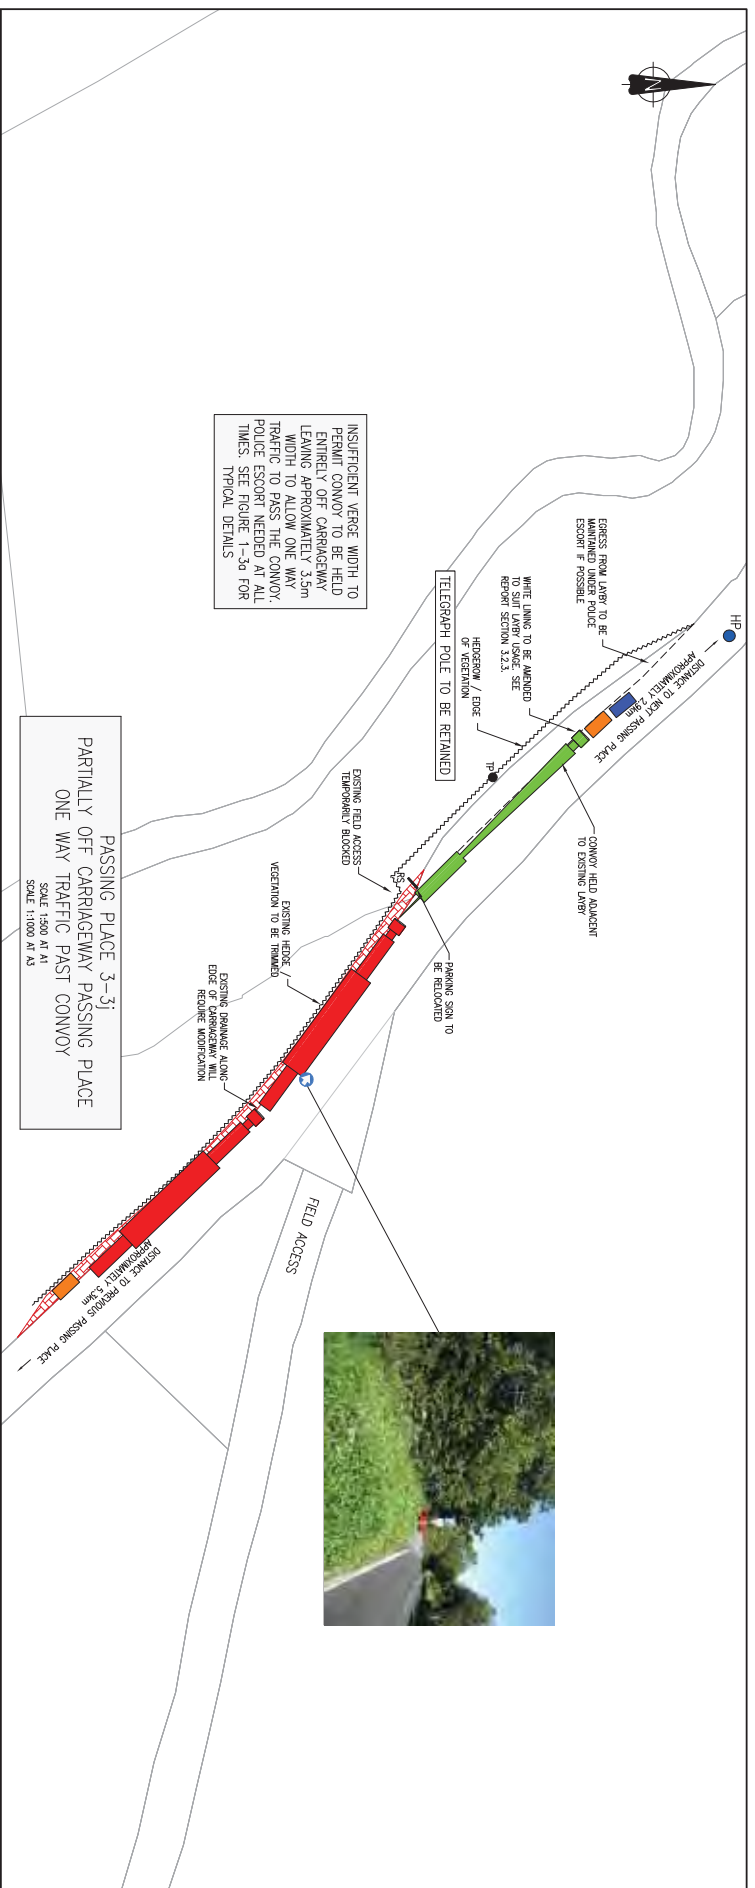 N
HP
DISTANCE TO NEXT PASSING PLACE
APPROXIMATELY 2.9km
EGRESS FROM LAYBY TO BE
MAINTAINED UNDER POLICE
ESCORT IF POSSIBLE
WHITE LINING TO BE AMENDED
TO SUIT LAYBY USAGE. SEE
REPORT SECTION 3.2.3.
HEDGEROW / EDGE
OF VEGETATION
TELEGRAPH POLE TO BE RETAINED
TP
CONVOY HELD ADJACENT
TO EXISTING LAYBY
INSUFFICIENT VERGE WIDTH TO
PERMIT CONVOY TO BE HELD
ENTIRELY OFF CARRIAGEWAY
LEAVING APPROXIMATELY 3.5m
WIDTH TO ALLOW ONE WAY
TRAFFIC TO PASS THE CONVOY.
POLICE ESCORT NEEDED AT ALL
TIMES. SEE FIGURE 1-3a FOR
TYPICAL DETAILS
EXISTING FIELD ACCESS
TEMPORARILY BLOCKED
RS
PARKING SIGN TO
BE RELOCATED
EXISTING HEDGE /
VEGETATION TO BE TRIMMED
EXISTING DRAINAGE ALONG
EDGE OF CARRIAGEWAY WILL
REQUIRE MODIFICATION
FIELD ACCESS
DISTANCE TO PREVIOUS PASSING PLACE
APPROXIMATELY 5.3km
PASSING PLACE 3-3j
PARTIALLY OFF CARRIAGEWAY PASSING PLACE
ONE WAY TRAFFIC PAST CONVOY
SCALE 1:500 AT A1
SCALE 1:1000 AT A3